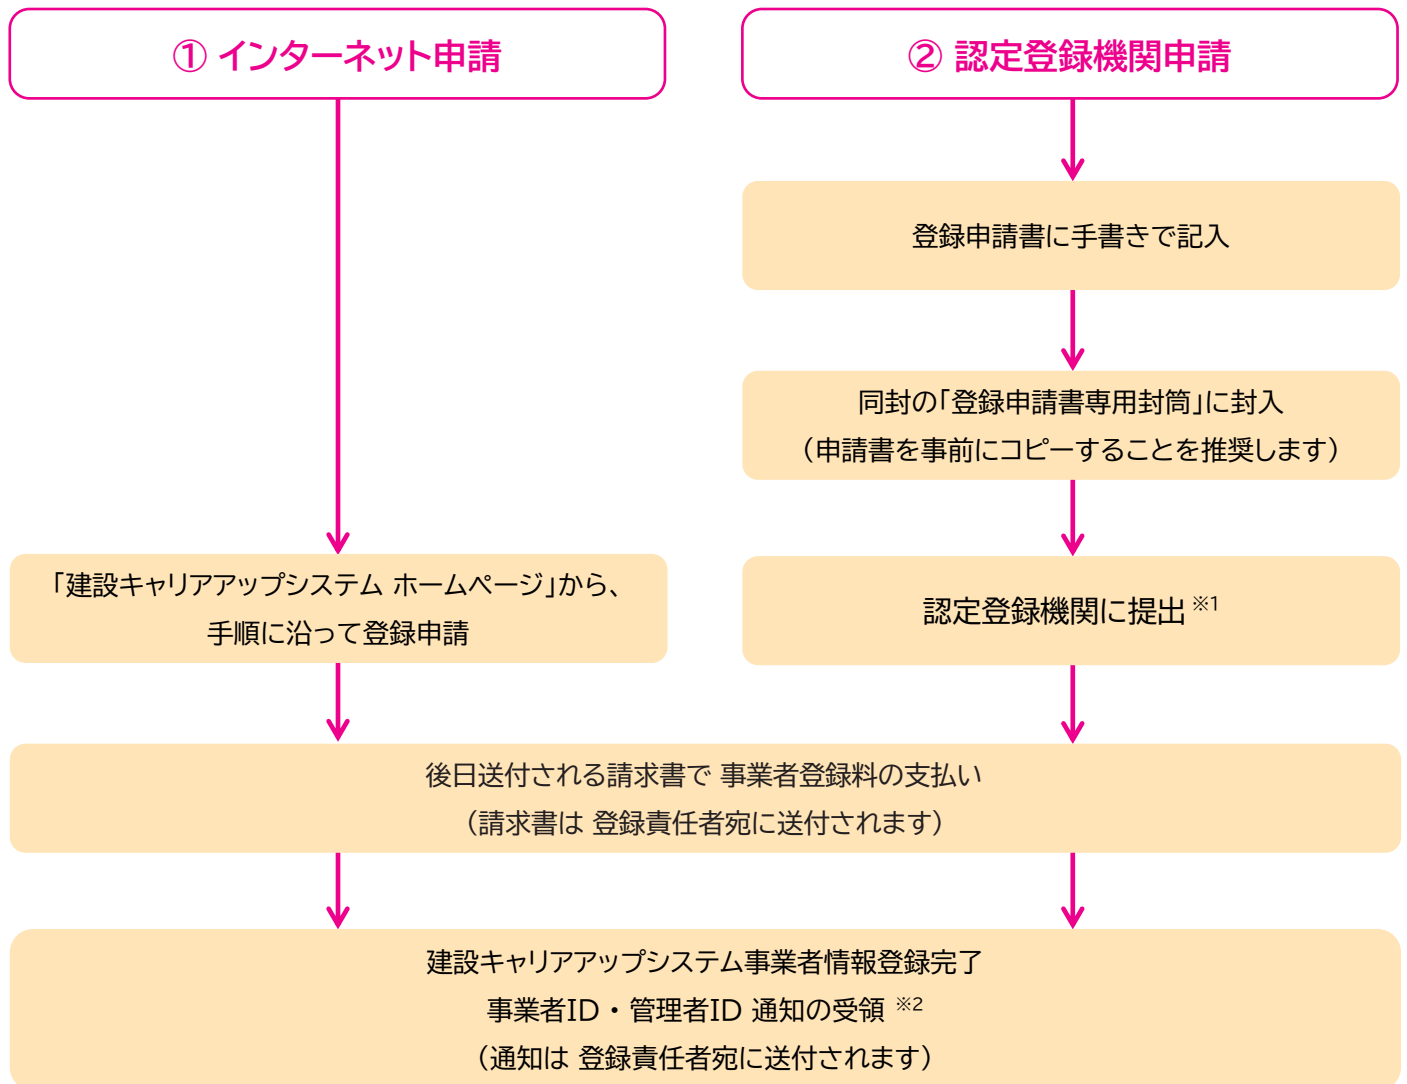 ① インターネット申請
② 認定登録機関申請
登録申請書に手書きで記入
同封の「登録申請書専用封筒」に封入
（申請書を事前にコピーすることを推奨します）
「建設キャリアアップシステム ホームページ」から、
手順に沿って登録申請
認定登録機関に提出 ※1
後日送付される請求書で 事業者登録料の支払い
（請求書は 登録責任者宛に送付されます）
建設キャリアアップシステム事業者情報登録完了
事業者ID・管理者ID 通知の受領 ※2
（通知は 登録責任者宛に送付されます）